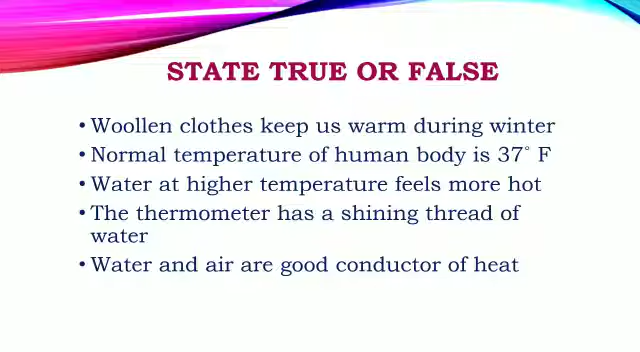 STATE TRUE OR FALSE
• Woollen clothes keep us warm during winter
• Normal temperature of human body is 37˚ F
• Water at higher temperature feels more hot
• The thermometer has a shining thread of
water
• Water and air are good conductor of heat